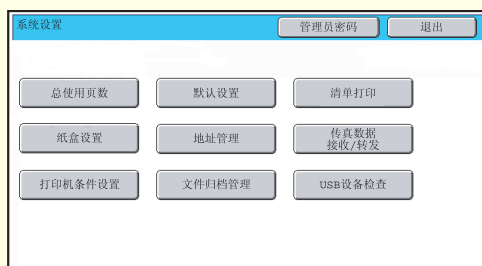 系统设置 管理员密码 退出
总使用页数 默认设置 清单打印
纸盒设置 地址管理 传真数据
接收/转发
打印机条件设置 文件归档管理 USB设备检查